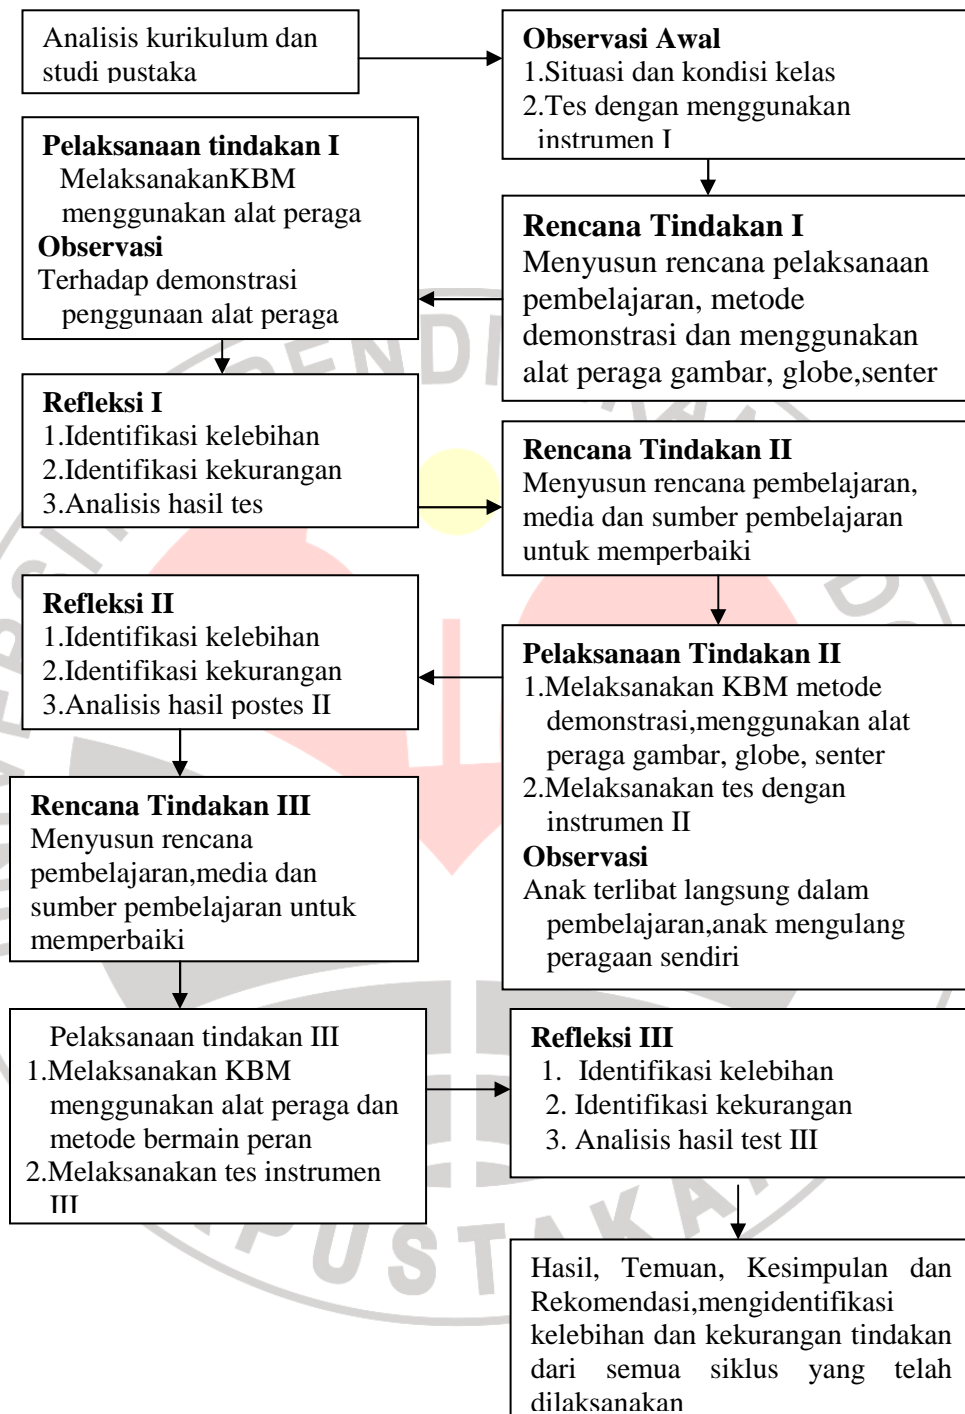 Analisis kurikulum dan
studi pustaka
Observasi Awal
1.Situasi dan kondisi kelas
2.Tes dengan menggunakan
instrumen I
Pelaksanaan tindakan I
MelaksanakanKBM
menggunakan alat peraga
Observasi
Terhadap demonstrasi
penggunaan alat peraga
Rencana Tindakan I
Menyusun rencana pelaksanaan
pembelajaran, metode
demonstrasi dan menggunakan
alat peraga gambar, globe,senter
Refleksi I
1.Identifikasi kelebihan
2.Identifikasi kekurangan
3.Analisis hasil tes
Rencana Tindakan II
Menyusun rencana pembelajaran,
media dan sumber pembelajaran
untuk memperbaiki
Refleksi II
1.Identifikasi kelebihan
2.Identifikasi kekurangan
3.Analisis hasil postes II
Pelaksanaan Tindakan II
1.Melaksanakan KBM metode
demonstrasi,menggunakan alat
peraga gambar, globe, senter
2.Melaksanakan tes dengan
instrumen II
Observasi
Anak terlibat langsung dalam
pembelajaran,anak mengulang
peragaan sendiri
Rencana Tindakan III
Menyusun rencana
pembelajaran,media dan
sumber pembelajaran untuk
memperbaiki
Pelaksanaan tindakan III
1.Melaksanakan KBM
menggunakan alat peraga dan
metode bermain peran
2.Melaksanakan tes instrumen
III
Refleksi III
1. Identifikasi kelebihan
2. Identifikasi kekurangan
3. Analisis hasil test III
Hasil, Temuan, Kesimpulan dan
Rekomendasi,mengidentifikasi
kelebihan dan kekurangan tindakan
dari semua siklus yang telah
dilaksanakan